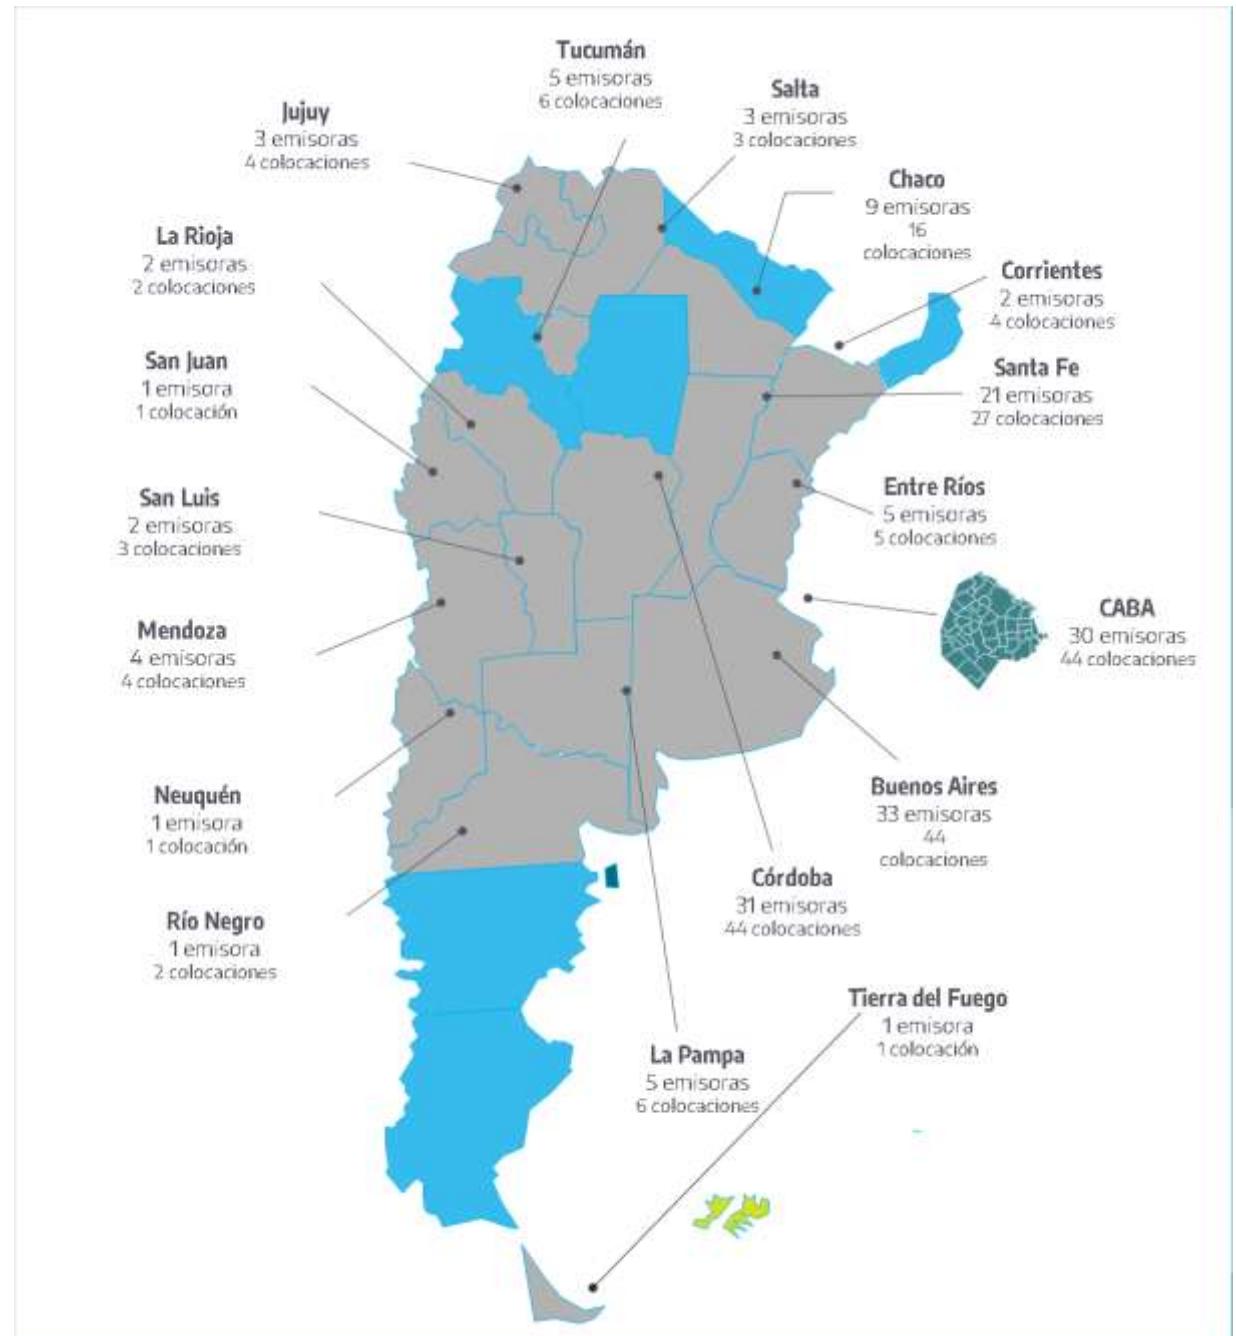 Tucumán
5 emisoras
6 colocaciones
Salta
3 emisoras
3 colocaciones
Jujuy
3 emisoras
4 colocaciones
Chaco
9 emisoras
16
colocaciones
La Rioja
2 emisoras
2 colocaciones
Corrientes
2 emisoras
4 colocaciones
San Juan
1 emisora
1 colocación
Santa Fe
21 emisoras
27 colocaciones
San Luis
2 emisoras
3 colocaciones
Entre Ríos
5 emisoras
5 colocaciones
CABA
30 emisoras
44 colocaciones
Mendoza
4 emisoras
4 colocaciones
Neuquén
1 emisora
1 colocación
Buenos Aires
33 emisoras
44
colocaciones
Córdoba
31 emisoras
44 colocaciones
Río Negro
1 emisora
2 colocaciones
Tierra del Fuego
1 emisora
1 colocación
La Pampa
5 emisoras
6 colocaciones